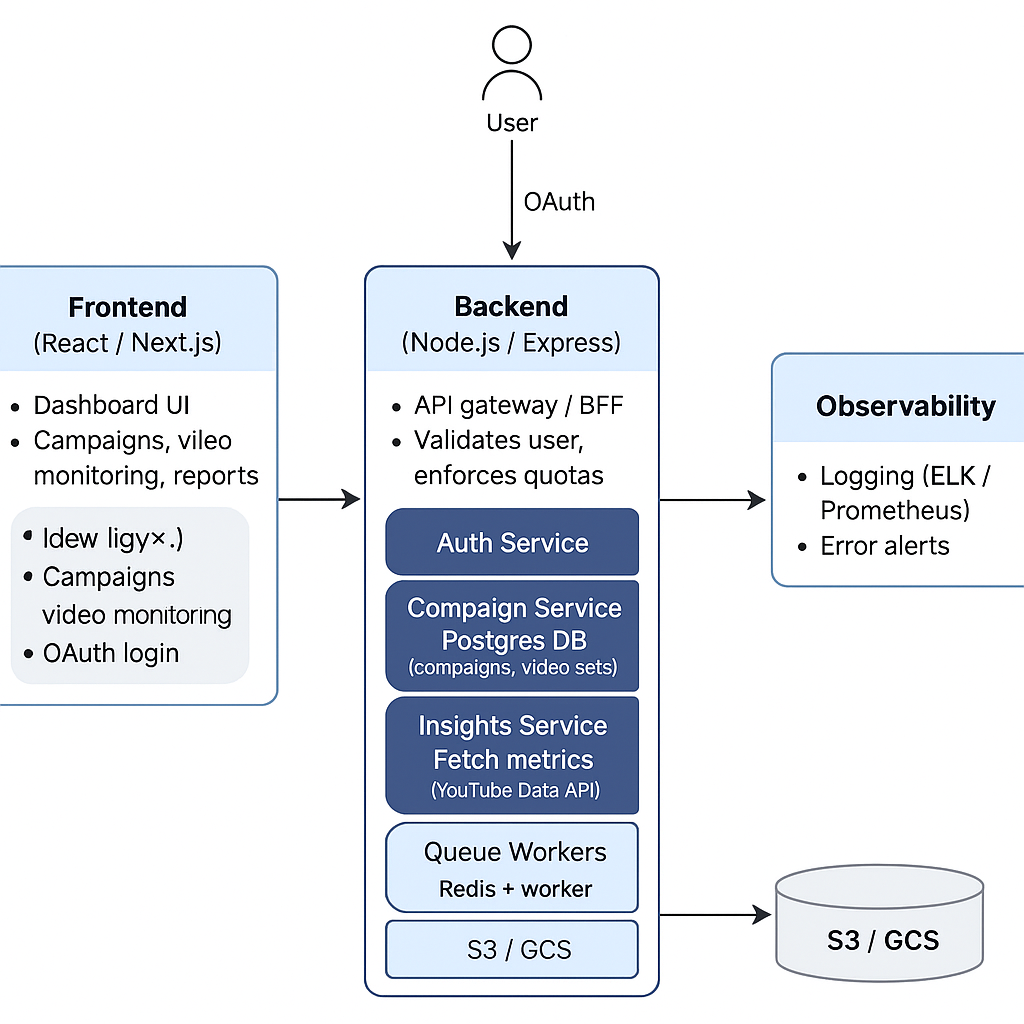 User
OAuth
Frontend
(React / Next.js)
• Dashboard UI
• Campaigns, vileo
monitoring, reports
• Idew ligy×.)
• Campaigns
video monitoring
• OAuth login
Backend
(Node.js / Express)
• API gateway / BFF
• Validates user,
enforces quotas
Auth Service
Compaign Service
Postgres DB
(compaigns, video sets)
Insights Service
Fetch metrics
(YouTube Data API)
Queue Workers
Redis + worker
S3 / GCS
Observability
• Logging (ELK /
Prometheus)
• Error alerts
S3 / GCS